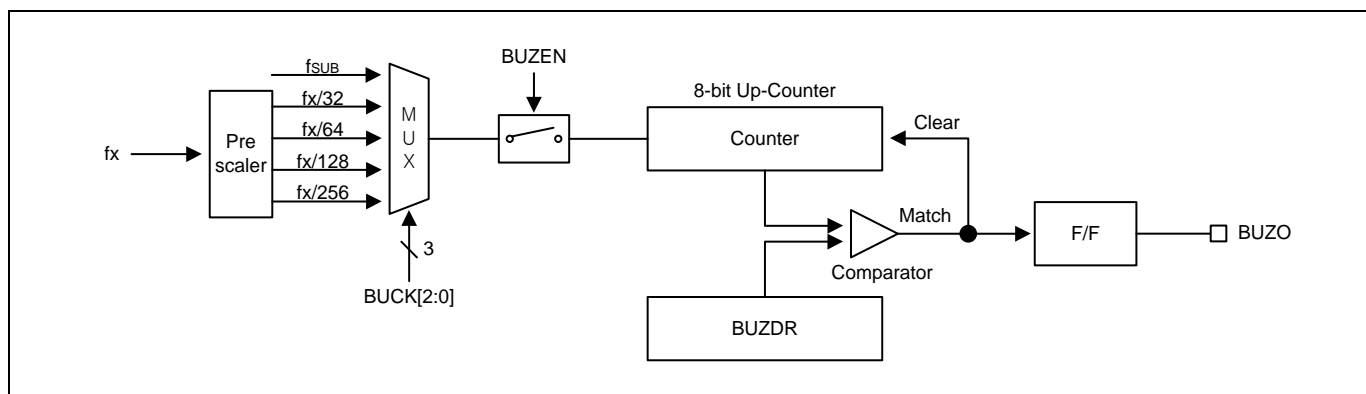 BUZEN
fSUB
fx/32
fx/64
fx/128
fx/256
fx
Pre
scaler
M
U
X
3
BUCK[2:0]
8-bit Up-Counter
Counter
Clear
Match
Comparator
BUZDR
F/F
BUZO